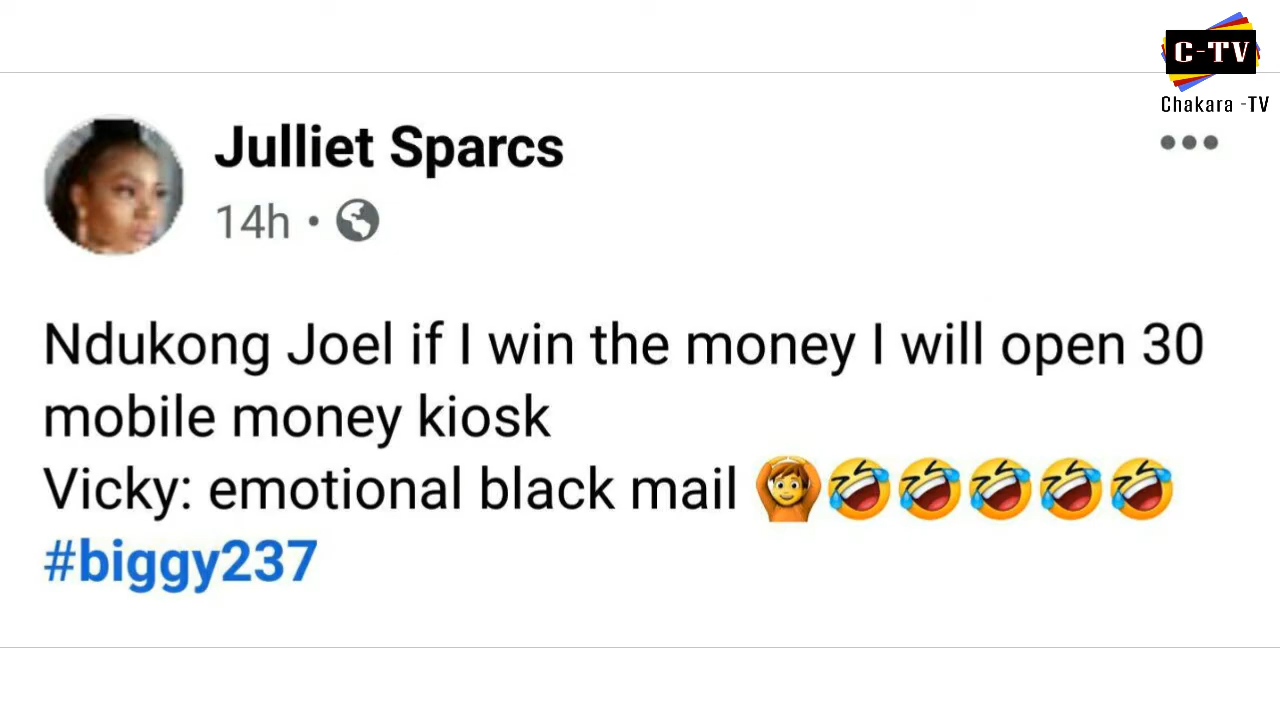 C-TV
Chakara -TV
Julliet Sparcs
14h •
Ndukong Joel if I win the money I will open 30
mobile money kiosk
Vicky: emotional black mail 🙆🤣🤣🤣🤣🤣
#biggy237